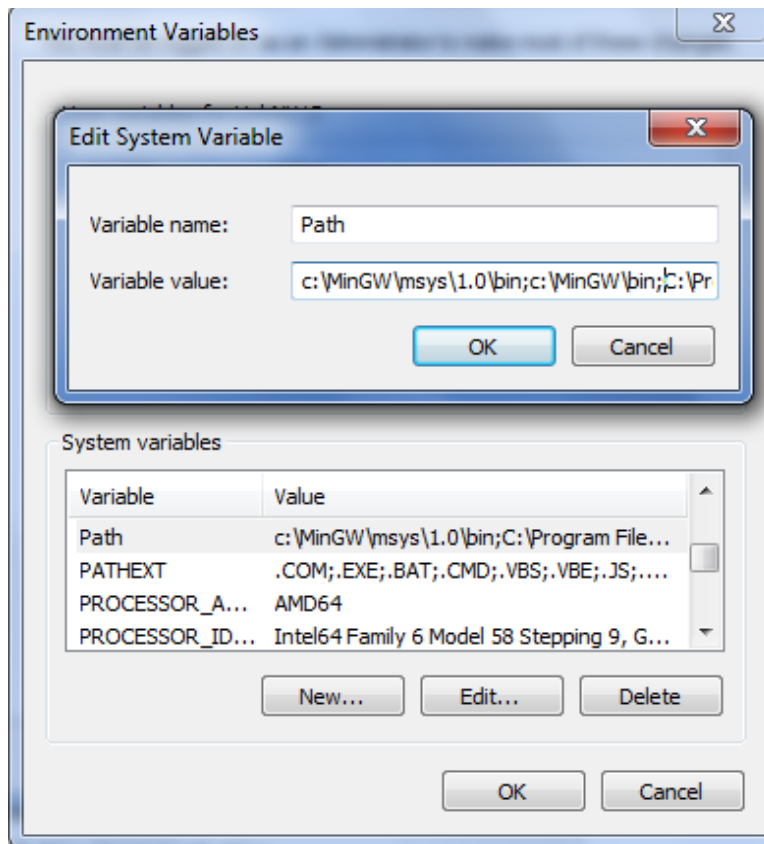 Environment Variables
Edit System Variable
Variable name: Path
Variable value: c:\MinGW\msys\1.0\bin;c:\MinGW\bin;C:\Pr
OK Cancel
System variables
Variable Value
Path c:\MinGW\msys\1.0\bin;C:\Program File...
PATHEXT .COM;.EXE;.BAT;.CMD;.VBS;.VBE;.JS;....
PROCESSOR_A... AMD64
PROCESSOR_ID... Intel64 Family 6 Model 58 Stepping 9, G...
New... Edit... Delete
OK Cancel